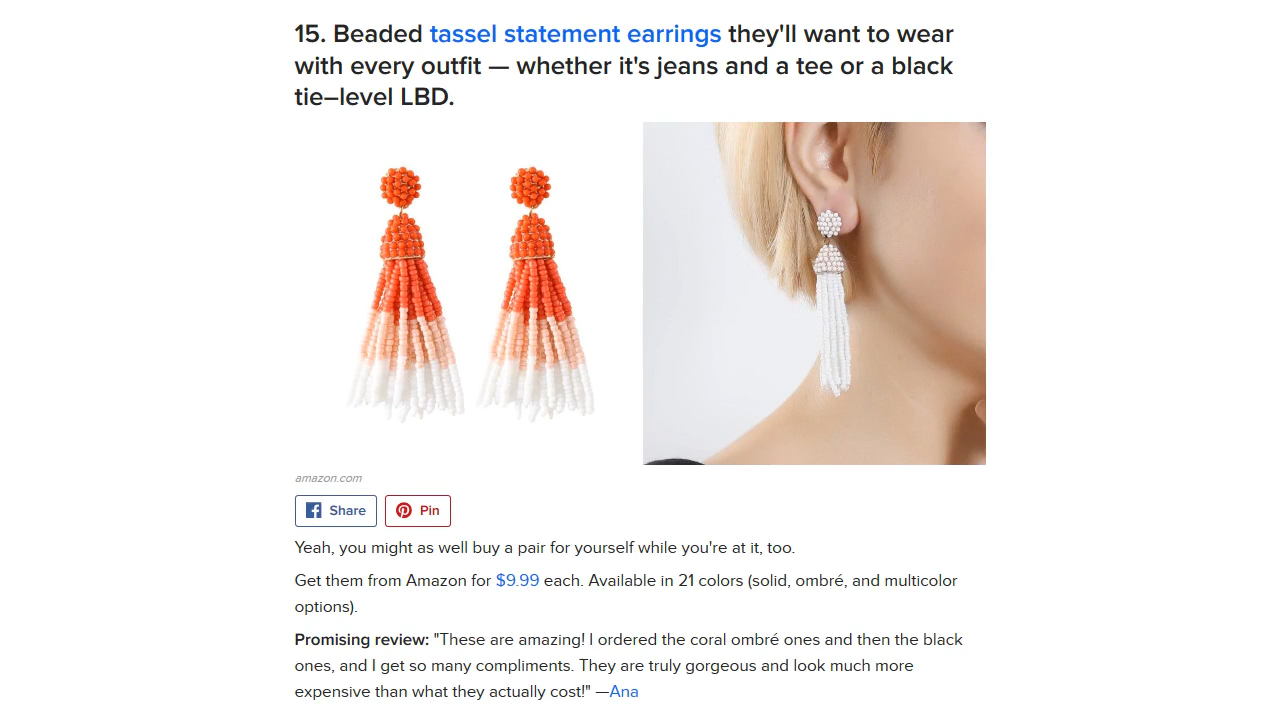 15. Beaded tassel statement earrings they'll want to wear
with every outfit — whether it's jeans and a tee or a black
tie–level LBD.
amazon.com
Share
Pin
Yeah, you might as well buy a pair for yourself while you're at it, too.
Get them from Amazon for $9.99 each. Available in 21 colors (solid, ombré, and multicolor
options).
Promising review: "These are amazing! I ordered the coral ombré ones and then the black
ones, and I get so many compliments. They are truly gorgeous and look much more
expensive than what they actually cost!" —Ana